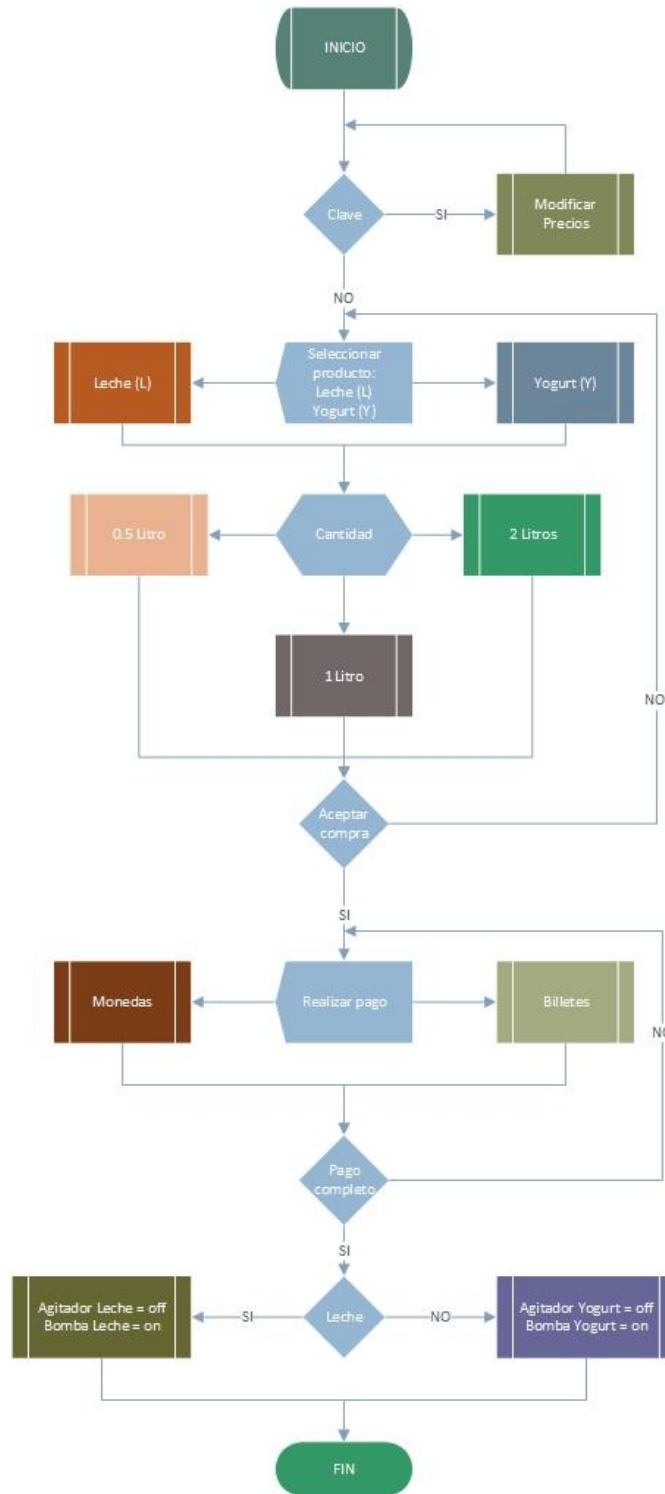 INICIO
Clave
SI
Modificar
Precios
NO
Leche (L)
Seleccionar
producto:
Leche (L)
Yogurt (Y)
Yogurt (Y)
0.5 Litro
Cantidad
2 Litros
1 Litro
NO
Aceptar
compra
SI
Monedas
Realizar pago
Billetes
NO
Pago
completo
SI
Agitador Leche = off
Bomba Leche = on
SI
Leche
NO
Agitador Yogurt = off
Bomba Yogurt = on
FIN